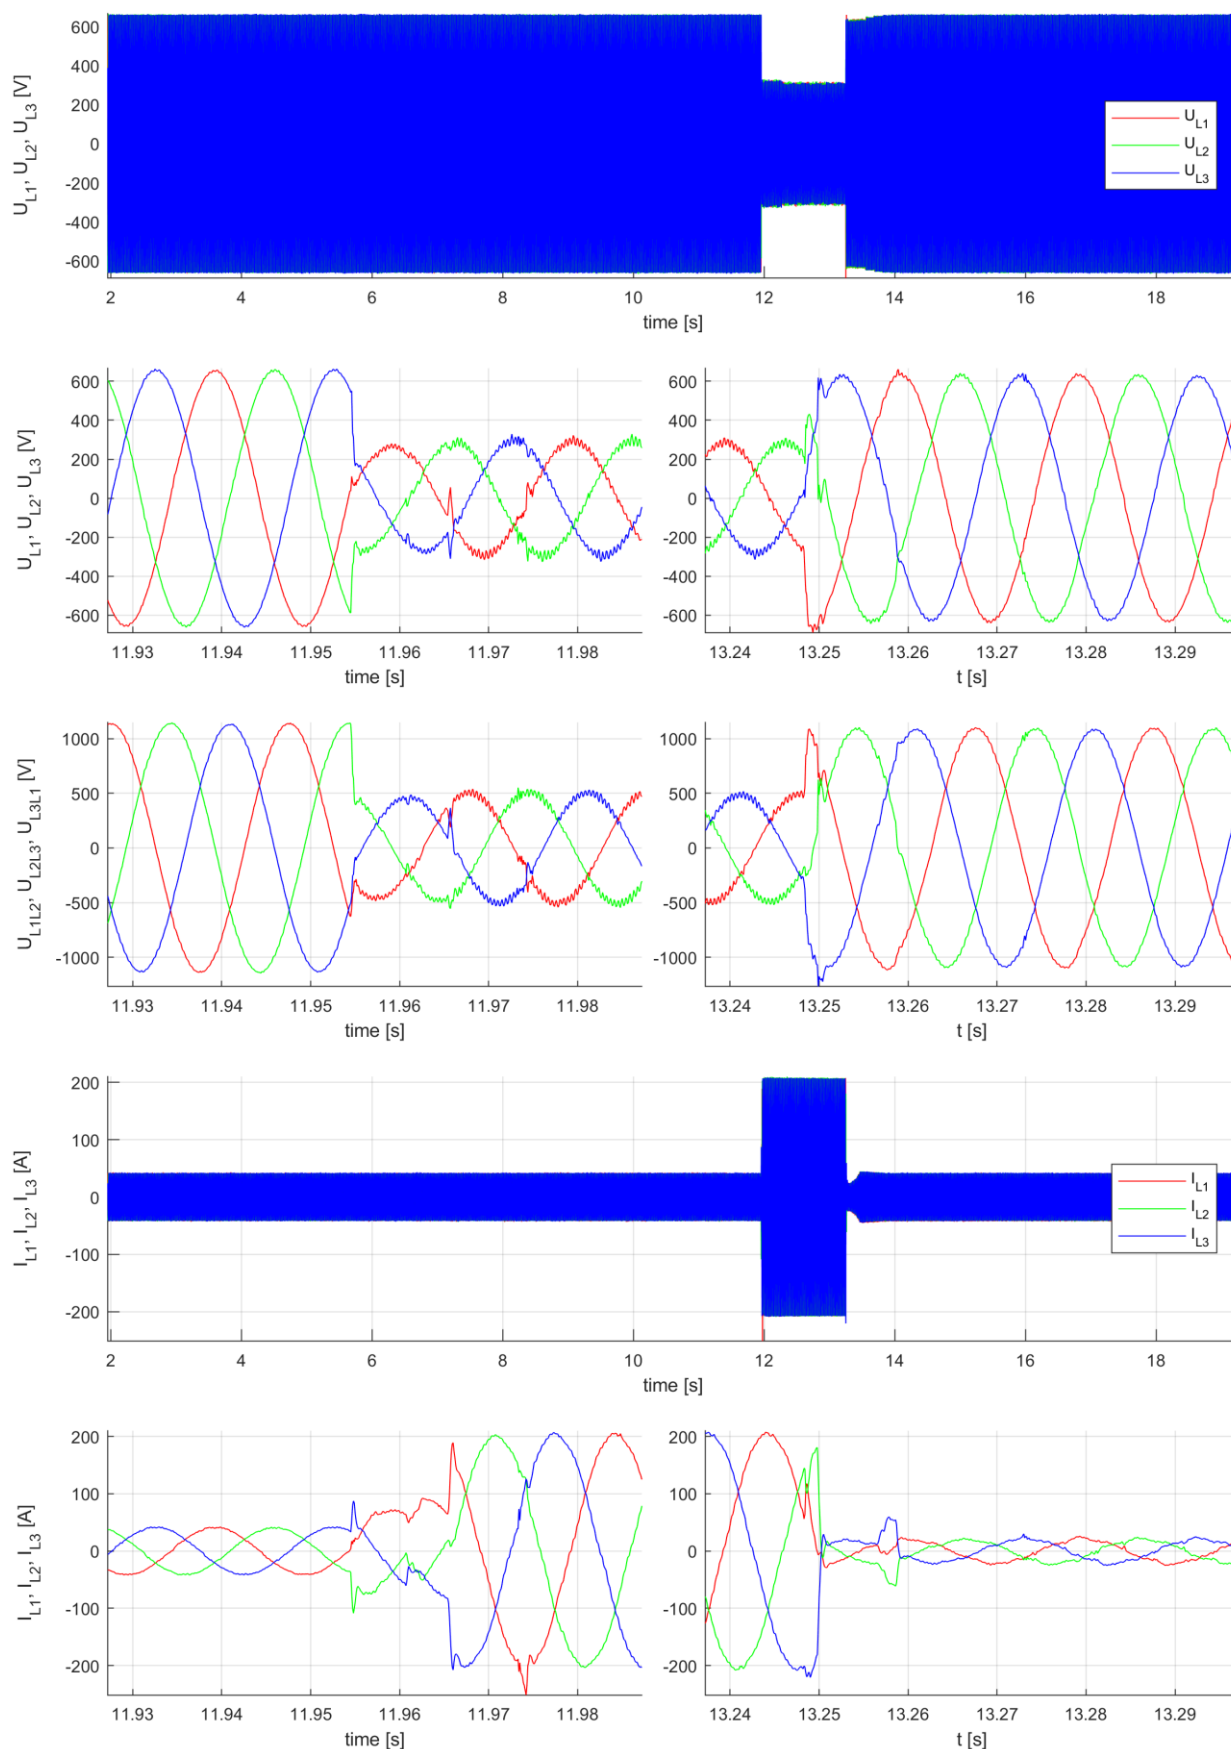 U_L1, U_L2, U_L3 [V]
600
400
200
0
-200
-400
-600
U_L1
U_L2
U_L3
2 4 6 8 10 12 14 16 18
time [s]
U_L1, U_L2, U_L3 [V]
600
400
200
0
-200
-400
-600
11.93 11.94 11.95 11.96 11.97 11.98
time [s]
600
400
200
0
-200
-400
-600
13.24 13.25 13.26 13.27 13.28 13.29
t [s]
U_L1L2, U_L2L3, U_L3L1 [V]
1000
500
0
-500
-1000
11.93 11.94 11.95 11.96 11.97 11.98
time [s]
1000
500
0
-500
-1000
13.24 13.25 13.26 13.27 13.28 13.29
t [s]
I_L1, I_L2, I_L3 [A]
200
100
0
-100
-200
I_L1
I_L2
I_L3
2 4 6 8 10 12 14 16 18
time [s]
I_L1, I_L2, I_L3 [A]
200
100
0
-100
-200
11.93 11.94 11.95 11.96 11.97 11.98
time [s]
200
100
0
-100
-200
13.24 13.25 13.26 13.27 13.28 13.29
t [s]